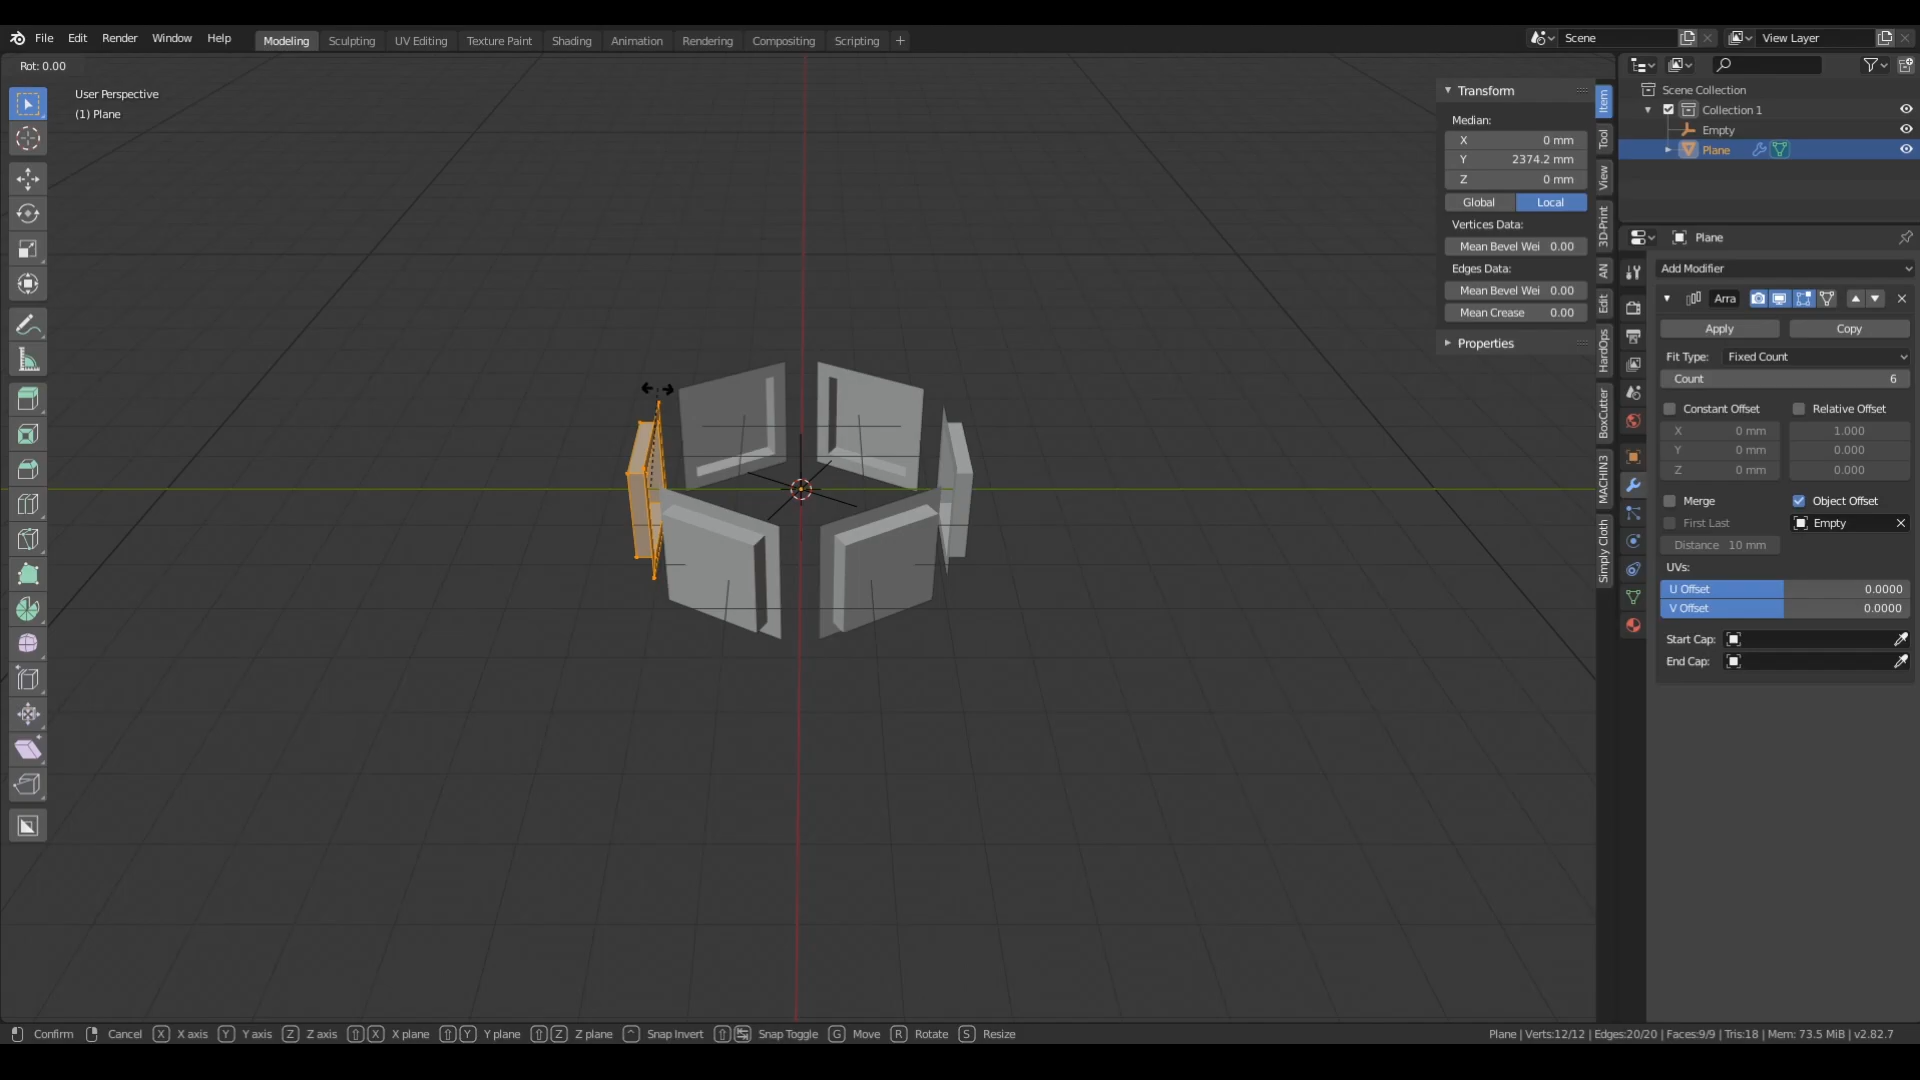 File Edit Render Window Help
Modeling Sculpting UV Editing Texture Paint Shading Animation Rendering Compositing Scripting +
Scene
View Layer
Rot: 0.00
User Perspective
(1) Plane
Transform
Median:
X 0 mm
Y 2374.2 mm
Z 0 mm
Global Local
Vertices Data:
Mean Bevel Wei 0.00
Edges Data:
Mean Bevel Wei 0.00
Mean Crease 0.00
Properties
Item
Tool
View
3D-Print
AN
Edit
HardOps
BoxCutter
MACHIN3
Simply Cloth
Scene Collection
Collection 1
Empty
Plane
Plane
Add Modifier
Arra
Apply Copy
Fit Type: Fixed Count
Count 6
Constant Offset Relative Offset
X 0 mm 1.000
Y 0 mm 0.000
Z 0 mm 0.000
Merge Object Offset
First Last Empty
Distance 10 mm
UVs:
U Offset 0.0000
V Offset 0.0000
Start Cap:
End Cap:
Confirm Cancel X X axis Y Y axis Z Z axis X X plane Y Y plane Z Z plane Snap Invert Snap Toggle G Move R Rotate S Resize
Plane | Verts:12/12 | Edges:20/20 | Faces:9/9 | Tris:18 | Mem: 73.5 MiB | v2.82.7